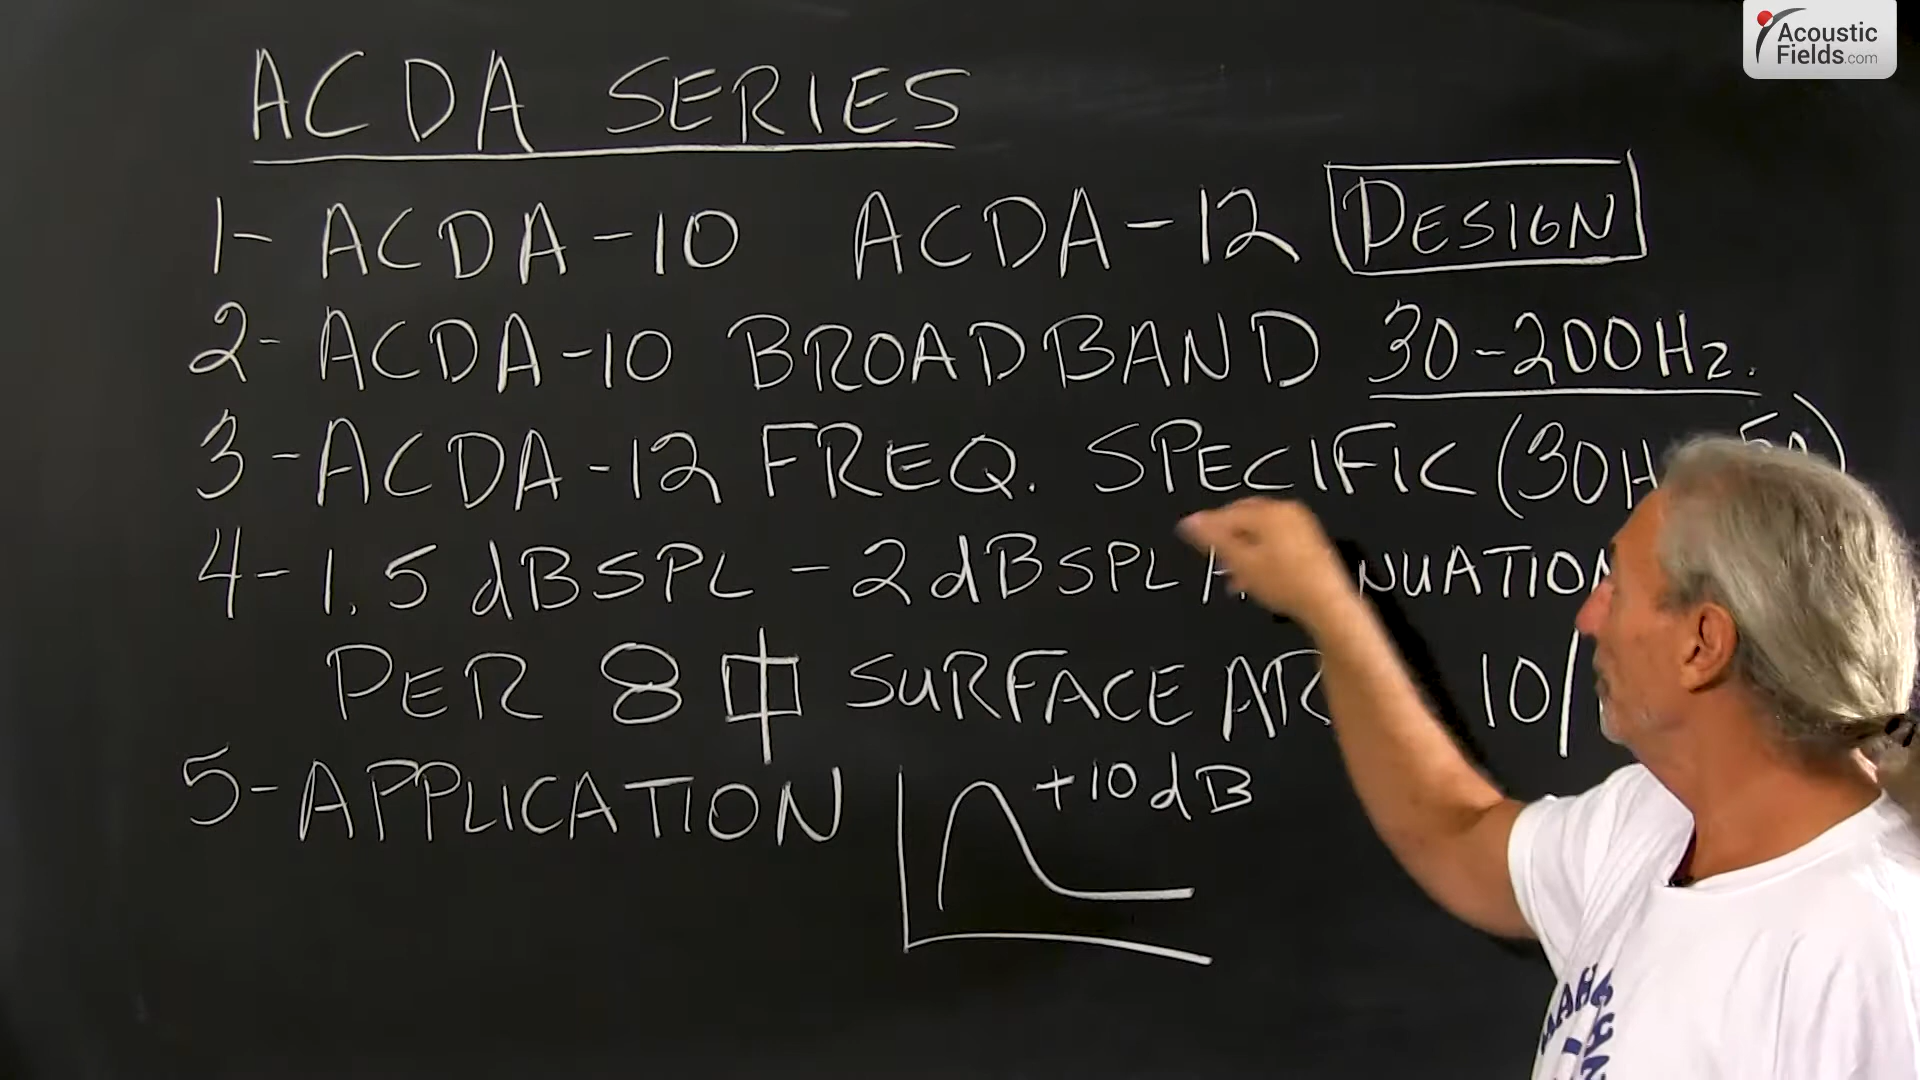 Acoustic
Fields.com
ACDA SERIES
1- ACDA-10 ACDA-12 DESIGN
2- ACDA-10 BROADBAND 30-200Hz.
3- ACDA-12 FREQ. SPECIFIC (30H
4- 1.5 dBSPL - 2dBSPL
PER 8 SURFACE 10/
5- APPLICATION +10dB